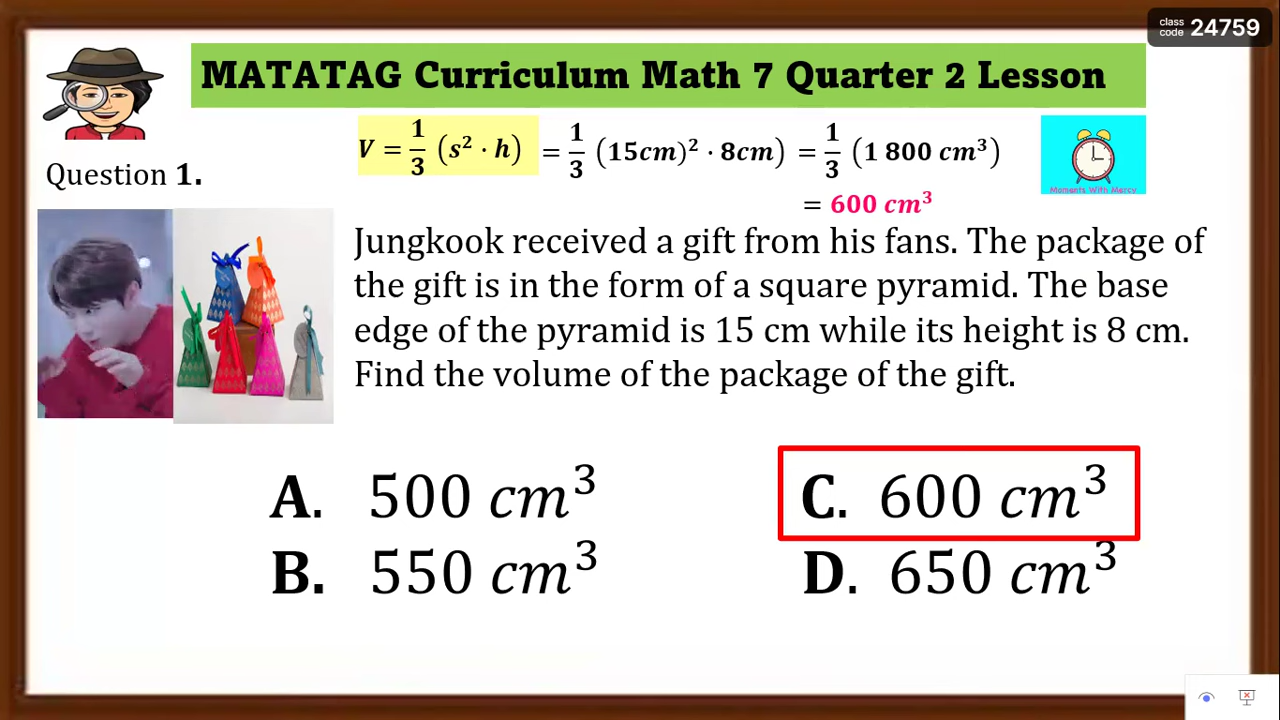 class code 24759
MATATAG Curriculum Math 7 Quarter 2 Lesson
V = 1/3 (s² · h) = 1/3 (15cm)² · 8cm) = 1/3 (1 800 cm³)
= 600 cm³
Question 1.
Moments With Mercy
Jungkook received a gift from his fans. The package of
the gift is in the form of a square pyramid. The base
edge of the pyramid is 15 cm while its height is 8 cm.
Find the volume of the package of the gift.
A. 500 cm³
B. 550 cm³
C. 600 cm³
D. 650 cm³